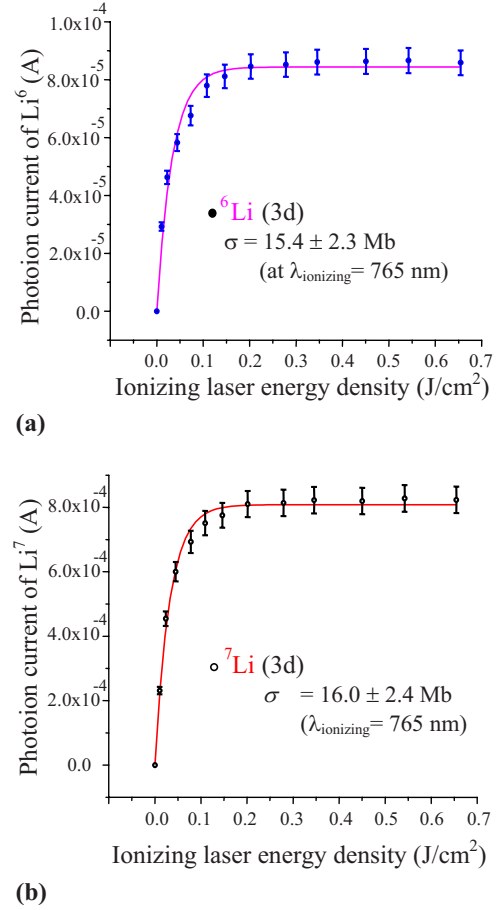 1.0x10⁻⁴
8.0x10⁻⁵
6.0x10⁻⁵
4.0x10⁻⁵
2.0x10⁻⁵
0.0
Photoion current of Li⁶ (A)
⁶Li (3d)
σ = 15.4 ± 2.3 Mb
(at λionizing= 765 nm)
0.0 0.1 0.2 0.3 0.4 0.5 0.6 0.7
Ionizing laser energy density (J/cm²)
(a)
8.0x10⁻⁴
6.0x10⁻⁴
4.0x10⁻⁴
2.0x10⁻⁴
0.0
Photoion current of Li⁷ (A)
⁷Li (3d)
σ = 16.0 ± 2.4 Mb
(λionizing= 765 nm)
0.0 0.1 0.2 0.3 0.4 0.5 0.6 0.7
Ionizing laser energy density (J/cm²)
(b)